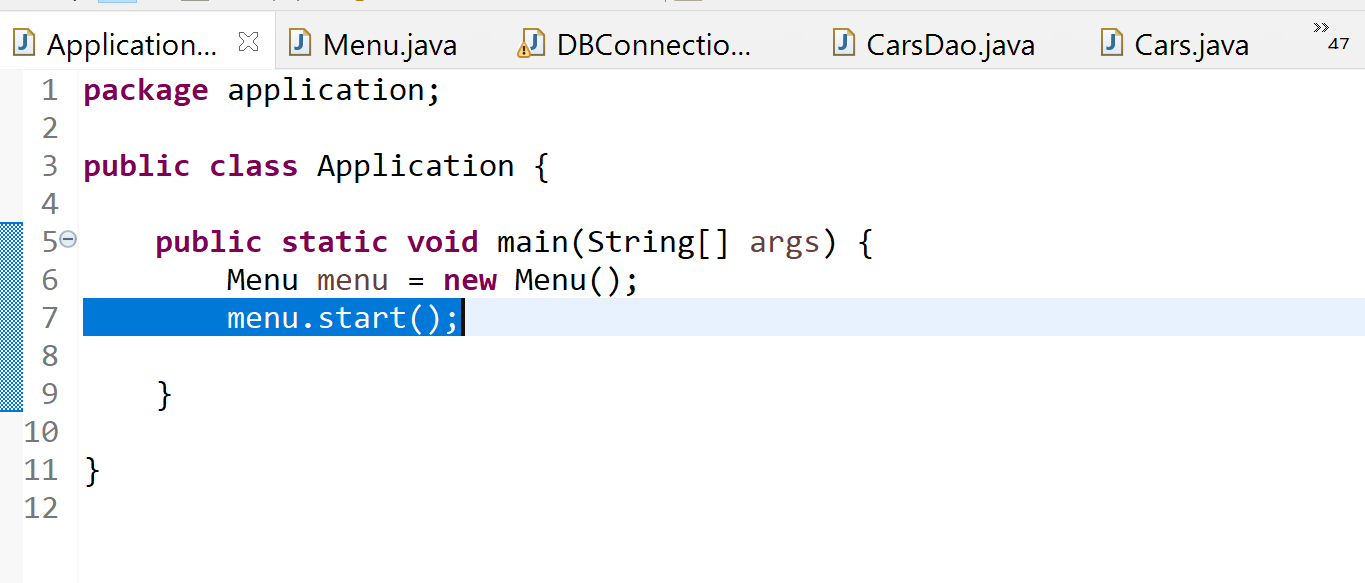 Application... Menu.java DBConnectio... CarsDao.java Cars.java »47
1 package application;
2
3 public class Application {
4
5 public static void main(String[] args) {
6 Menu menu = new Menu();
7 menu.start();
8
9 }
10
11 }
12